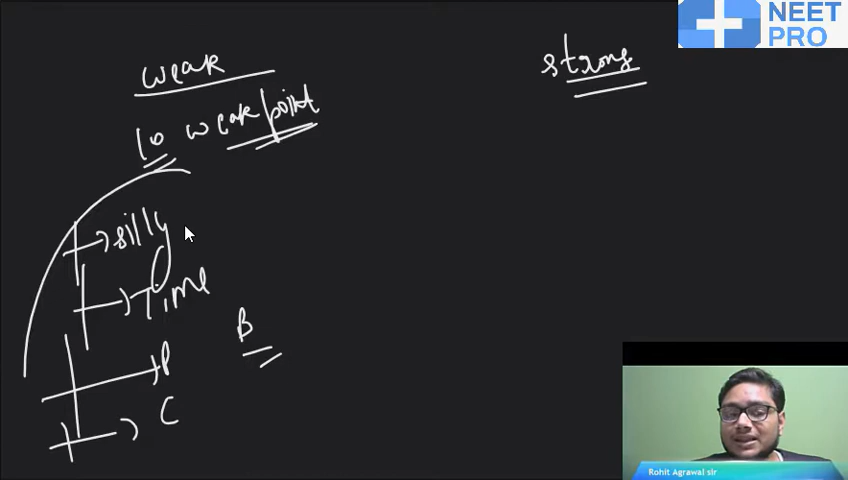 NEET
PRO
weak
strong
10 weak point
silly
Time
B
P
C
Rohit Agrawal sir